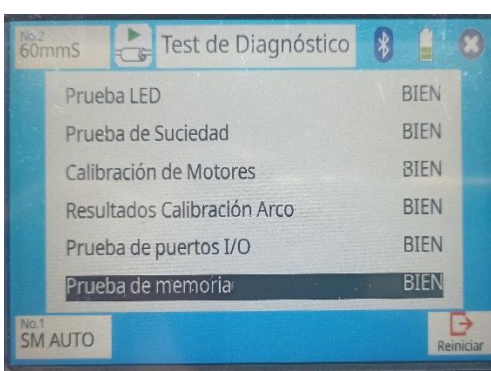 No.2
60mmS
Test de Diagnóstico
Prueba LED BIEN
Prueba de Suciedad BIEN
Calibración de Motores BIEN
Resultados Calibración Arco BIEN
Prueba de puertos I/O BIEN
Prueba de memoria BIEN
No.1
SM AUTO
Reiniciar